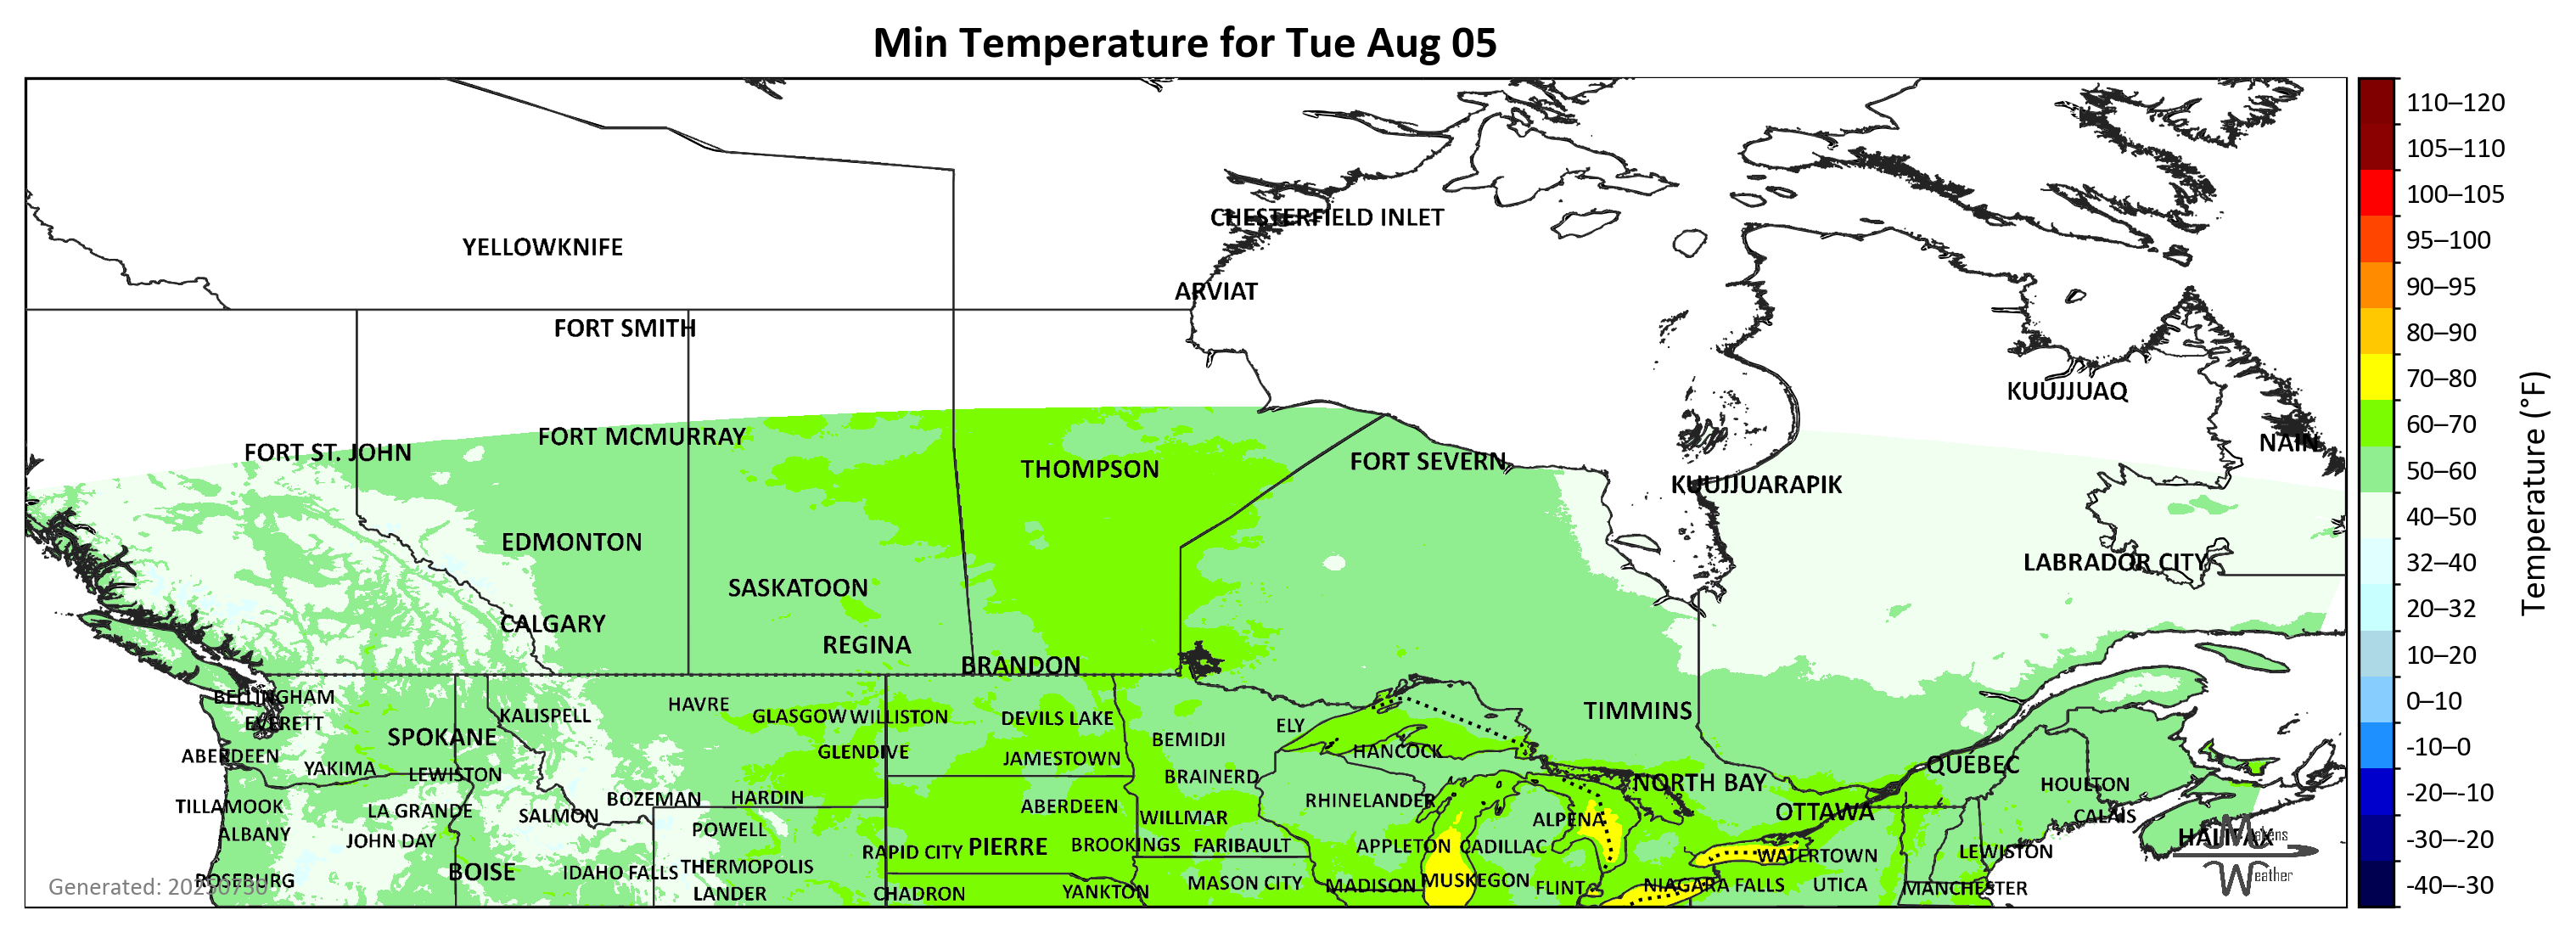 Min Temperature for Tue Aug 05
110–120
105–110
100–105
95–100
90–95
80–90
70–80
60–70
50–60
40–50
32–40
20–32
10–20
0–10
-10–0
-20–-10
-30–-20
-40–-30
Temperature (°F)
CHESTERFIELD INLET
YELLOWKNIFE
ARVIAT
FORT SMITH
KUUJJUAQ
FORT MCMURRAY
NAIN
FORT ST. JOHN
FORT SEVERN
THOMPSON
KUUJJUARAPIK
EDMONTON
LABRADOR CITY
SASKATOON
CALGARY
REGINA
BRANDON
BELLINGHAM
HAVRE
TIMMINS
KALISPELL
GLASGOW WILLISTON
DEVILS LAKE
EVERETT
ELY
SPOKANE
BEMIDJI
HANCOCK
ABERDEEN
GLENDIVE
JAMESTOWN
QUÉBEC
YAKIMA
LEWISTON
BRAINERD
NORTH BAY
HOULTON
BOZEMAN
HARDIN
RHINELANDER
TILLAMOOK
LA GRANDE
SALMON
ABERDEEN
WILLMAR
ALPENA
OTTAWA
CALAIS
ALBANY
JOHN DAY
POWELL
HALIFAX
Makens
Weather
RAPID CITY
PIERRE
BROOKINGS
FARIBAULT
APPLETON
CADILLAC
WATERTOWN
LEWISTON
BOISE
IDAHO FALLS
THERMOPOLIS
ROSEBURG
MASON CITY
MADISON
MUSKEGON
FLINT
NIAGARA FALLS
UTICA
MANCHESTER
LANDER
CHADRON
YANKTON
Generated: 20250730